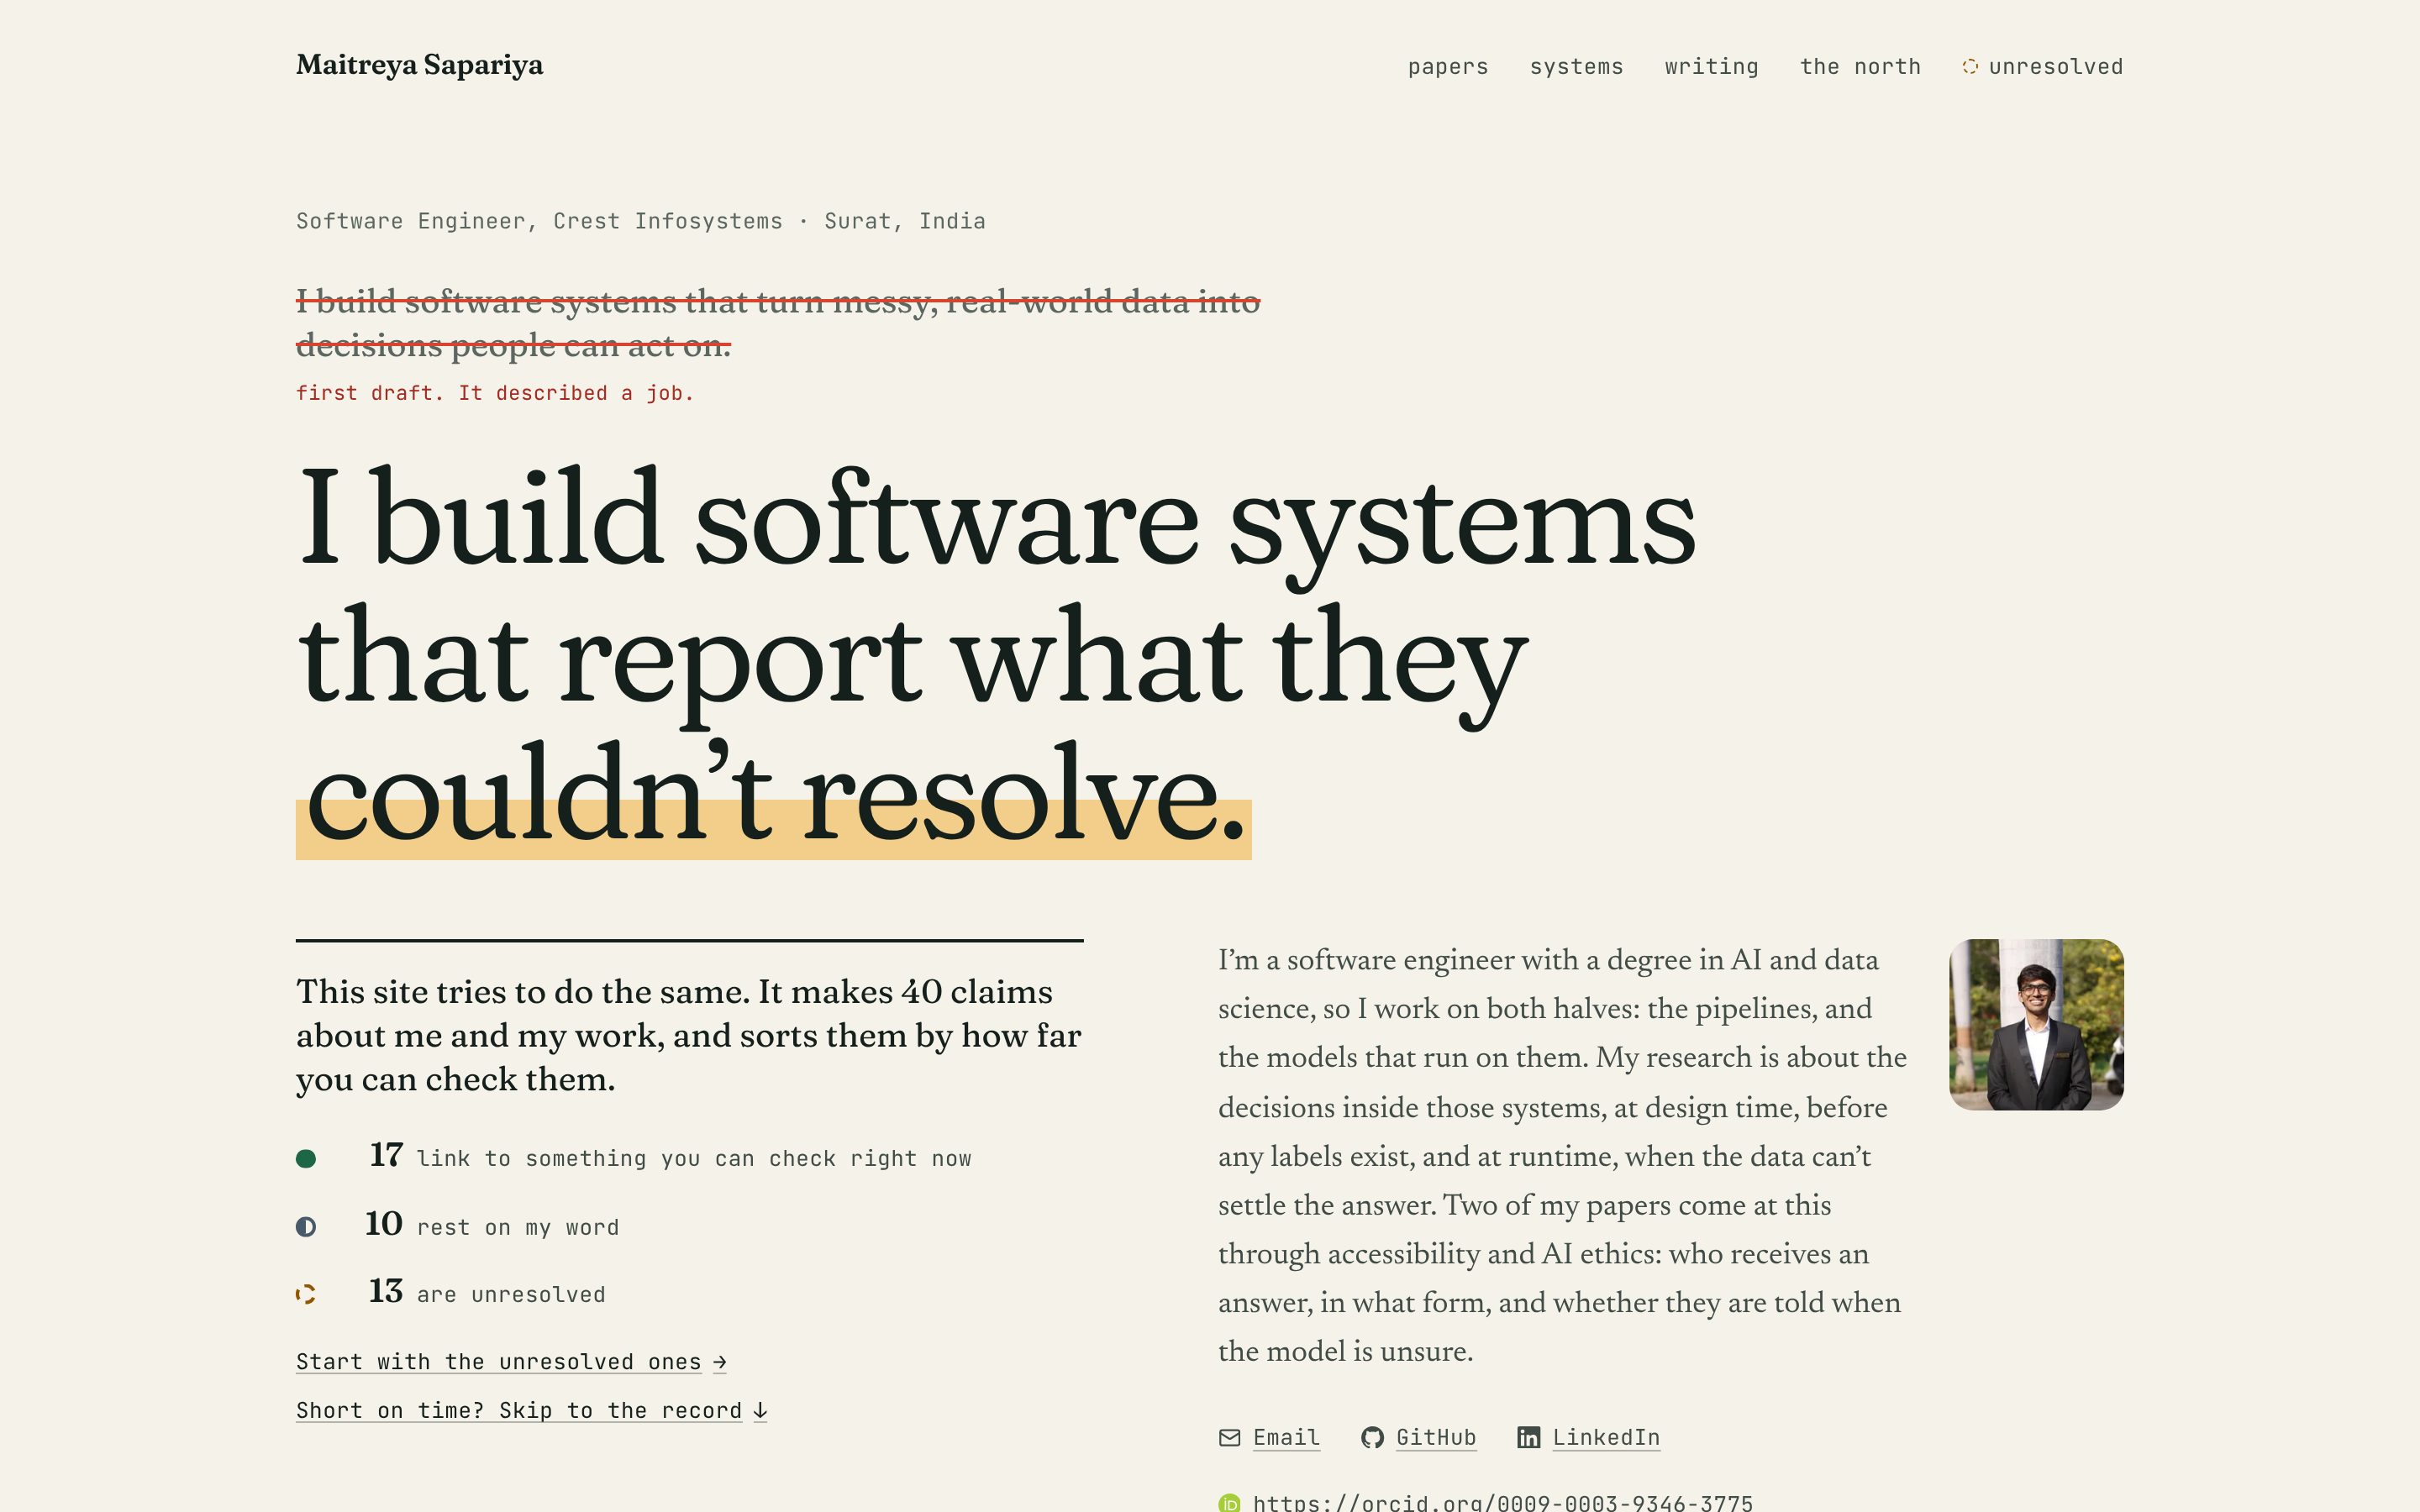 Maitreya Sapariya
papers systems writing the north unresolved
Software Engineer, Crest Infosystems · Surat, India
I build software systems that turn messy, real-world data into
decisions people can act on.
first draft. It described a job.
I build software systems
that report what they
couldn’t resolve.
This site tries to do the same. It makes 40 claims
about me and my work, and sorts them by how far
you can check them.
17 link to something you can check right now
10 rest on my word
13 are unresolved
Start with the unresolved ones →
Short on time? Skip to the record ↓
I’m a software engineer with a degree in AI and data
science, so I work on both halves: the pipelines, and
the models that run on them. My research is about the
decisions inside those systems, at design time, before
any labels exist, and at runtime, when the data can’t
settle the answer. Two of my papers come at this
through accessibility and AI ethics: who receives an
answer, in what form, and whether they are told when
the model is unsure.
Email GitHub LinkedIn
https://orcid.org/0009-0003-9346-3775